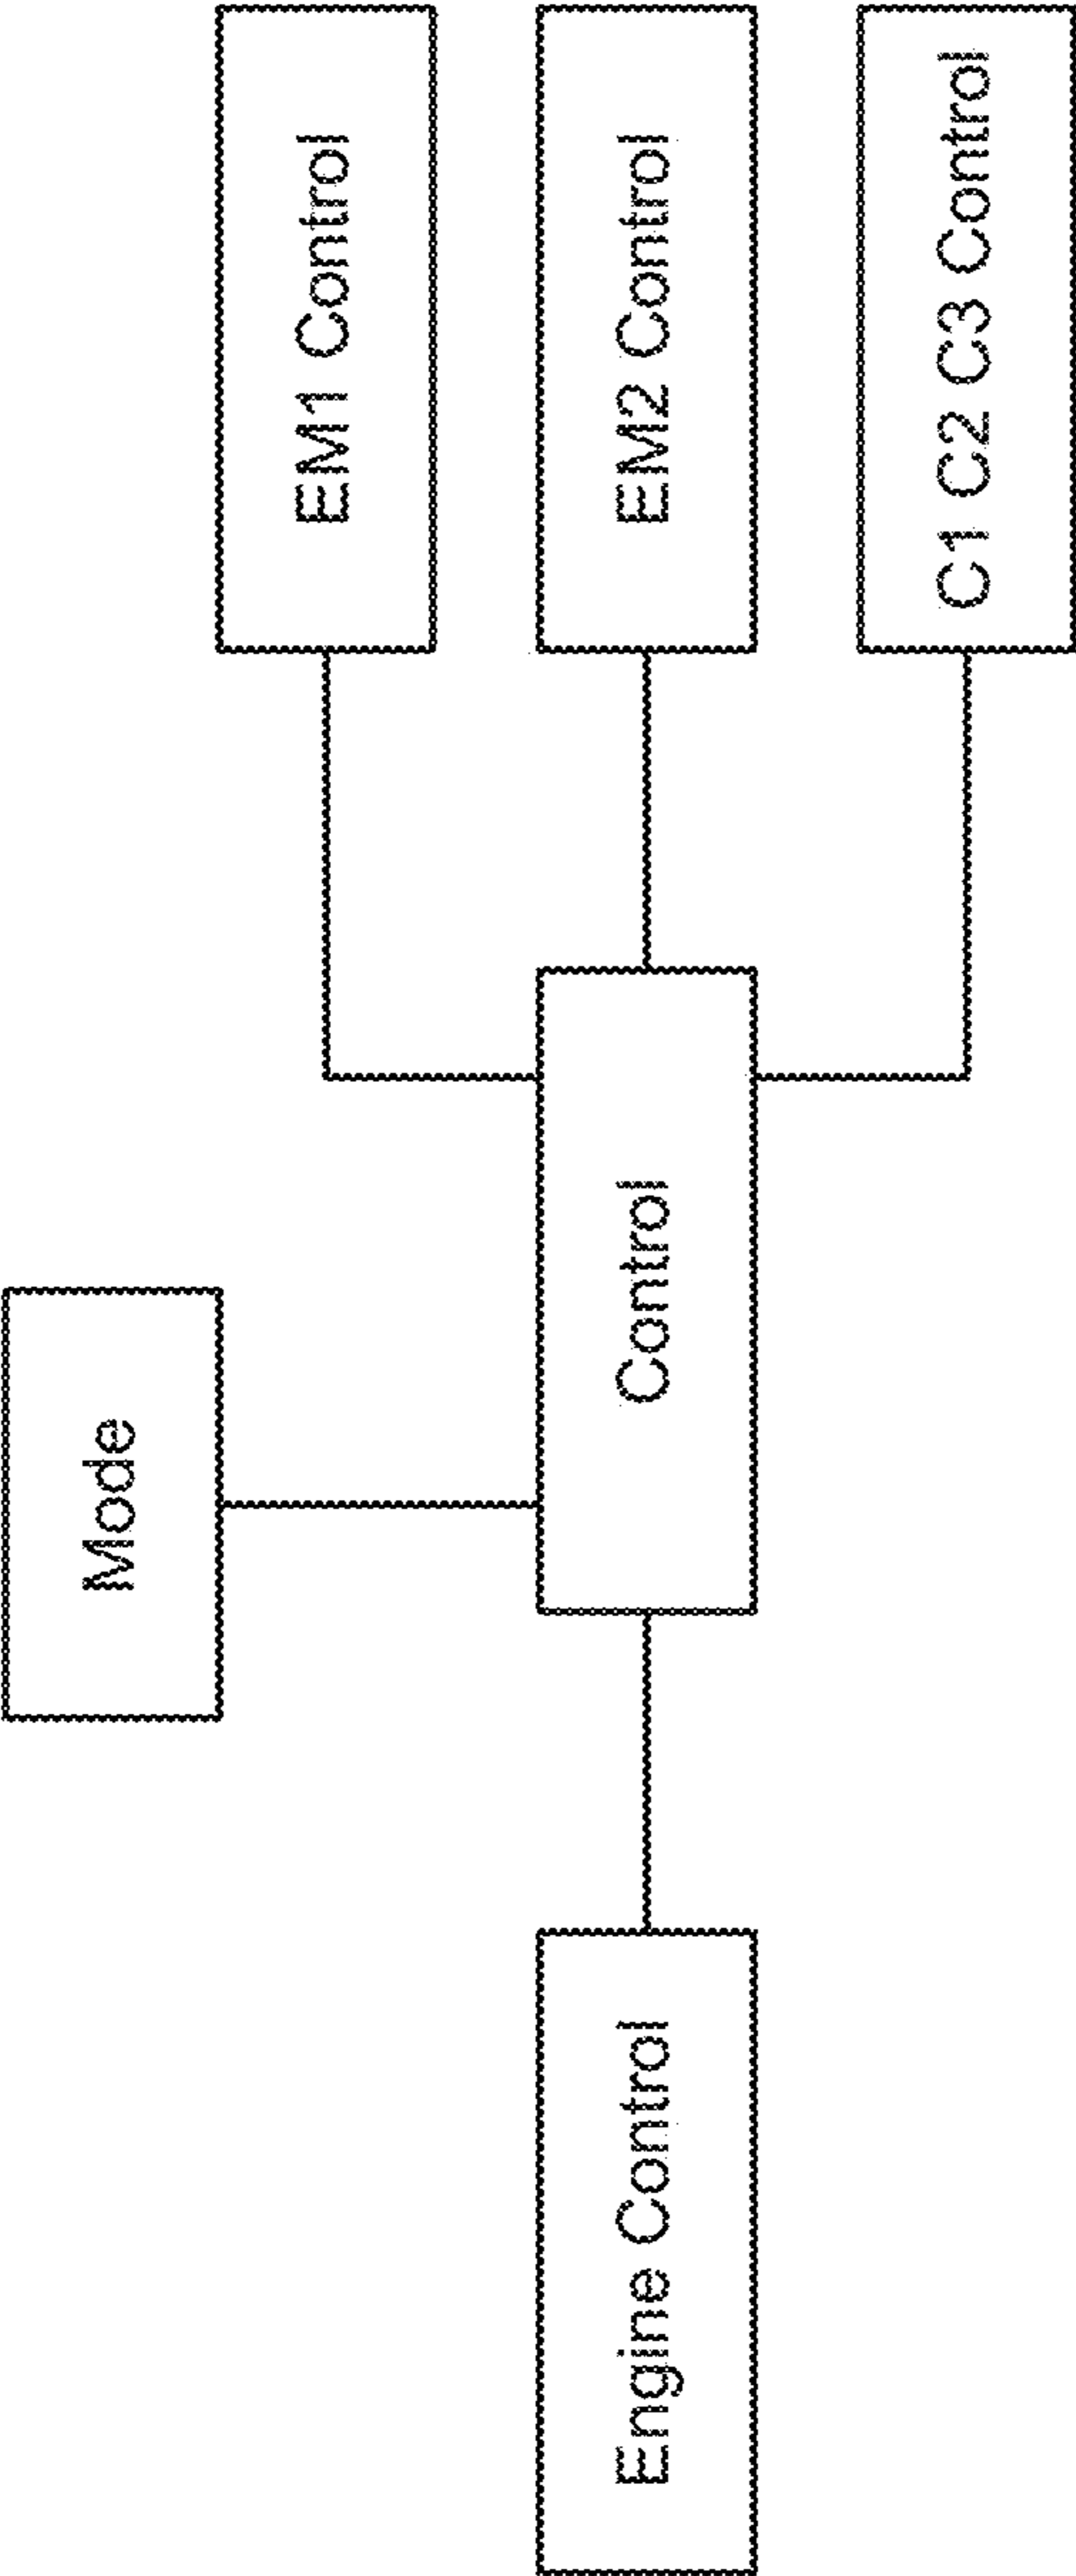 Mode
EM1 Control
Engine Control
Control
EM2 Control
C1 C2 C3 Control